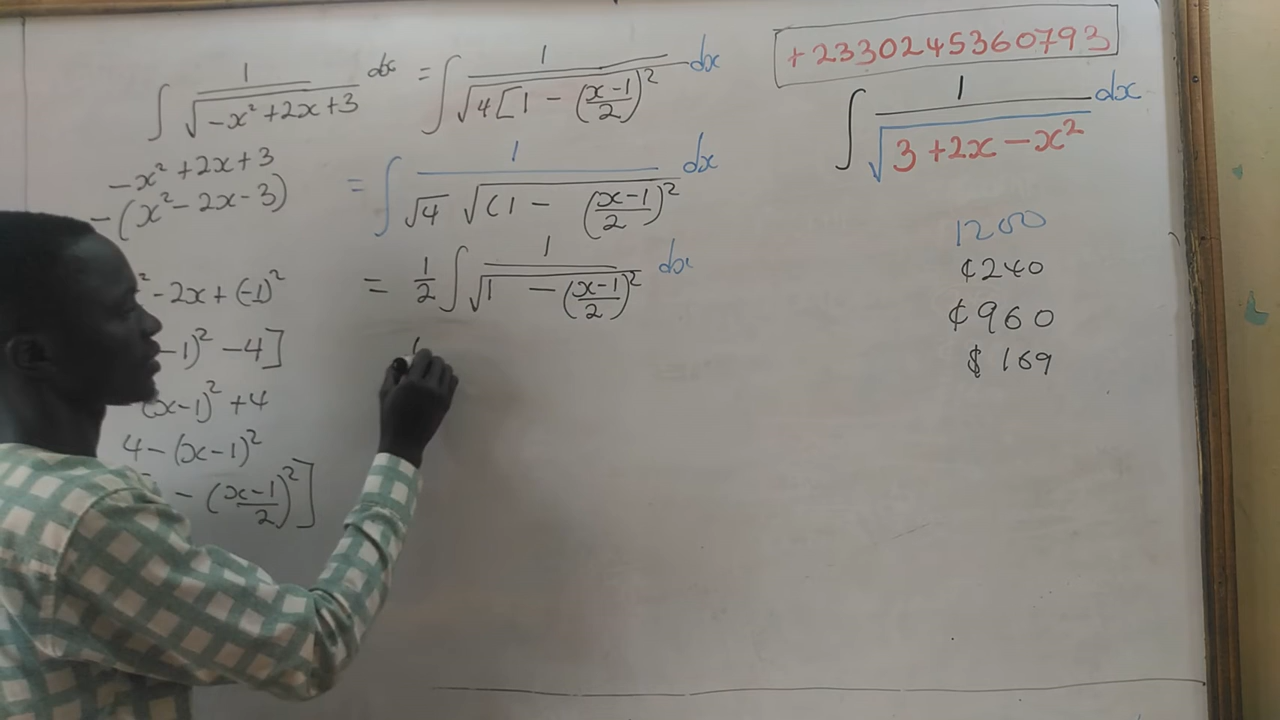 ∫ 1/√(-x² + 2x + 3) dx = ∫ 1/√(4[1 - ((x-1)/2)² dx
-x² + 2x + 3
-(x² - 2x - 3)
= ∫ 1/(√4 √((1 - ((x-1)/2)²) dx
² - 2x + (-1)²
= 1/2 ∫ 1/√(1 - ((x-1)/2)²) dx
-1)² - 4]
(x-1)² + 4
4 - (x-1)²
- ((x-1)/2)²]
+2330245360793
∫ 1/√(3 + 2x - x²) dx
1200
¢240
¢960
$169